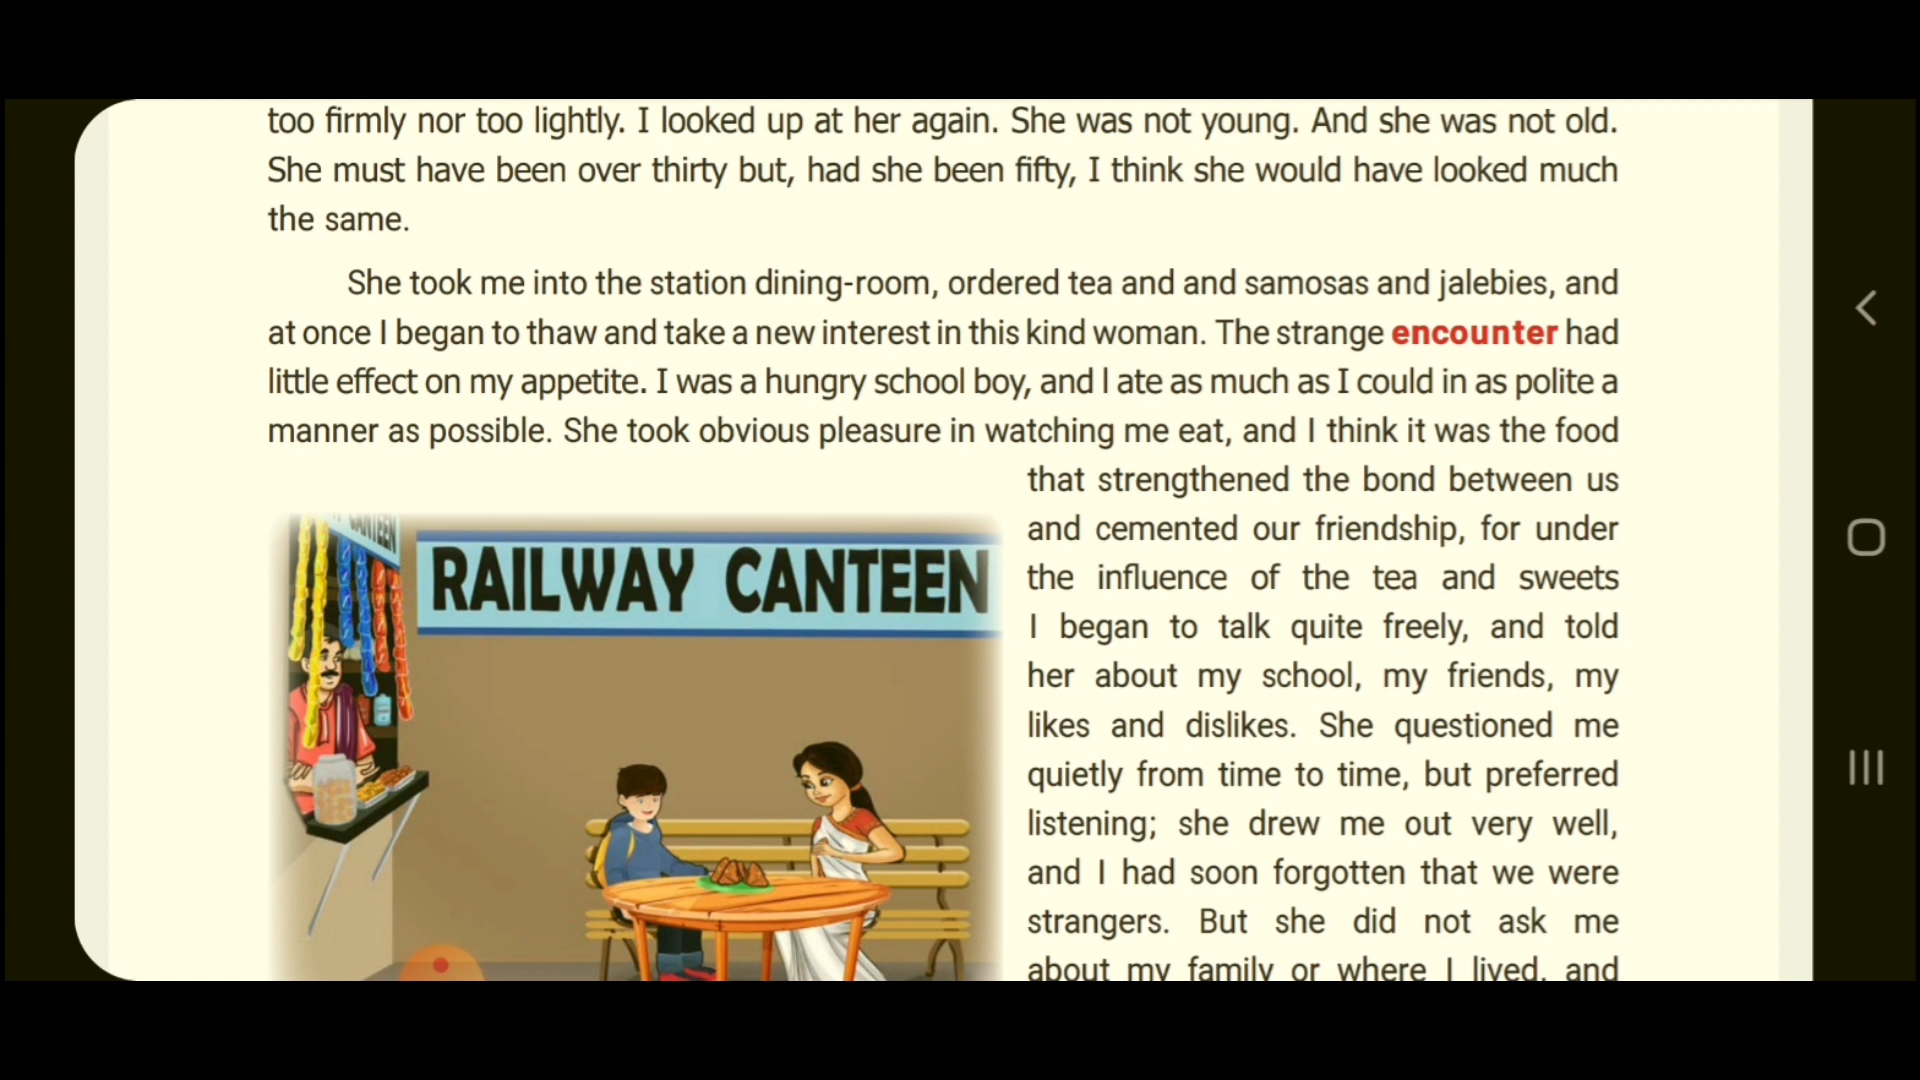 too firmly nor too lightly. I looked up at her again. She was not young. And she was not old.
She must have been over thirty but, had she been fifty, I think she would have looked much
the same.
She took me into the station dining-room, ordered tea and and samosas and jalebies, and
at once I began to thaw and take a new interest in this kind woman. The strange encounter had
little effect on my appetite. I was a hungry school boy, and I ate as much as I could in as polite a
manner as possible. She took obvious pleasure in watching me eat, and I think it was the food
that strengthened the bond between us
and cemented our friendship, for under
the influence of the tea and sweets
I began to talk quite freely, and told
her about my school, my friends, my
likes and dislikes. She questioned me
quietly from time to time, but preferred
listening; she drew me out very well,
and I had soon forgotten that we were
strangers. But she did not ask me
about my family or where I lived, and
CANTEEN
RAILWAY CANTEEN